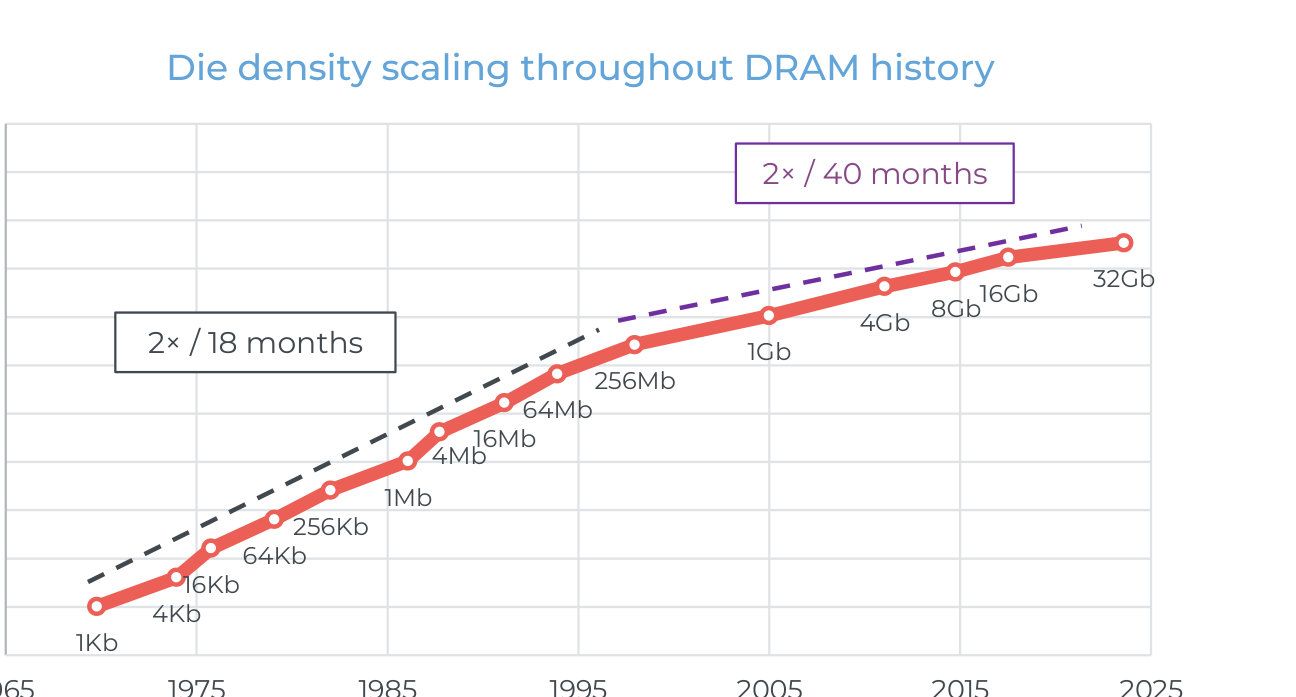 Die density scaling throughout DRAM history
2× / 40 months
2× / 18 months
32Gb
16Gb
8Gb
4Gb
1Gb
256Mb
64Mb
16Mb
4Mb
1Mb
256Kb
64Kb
16Kb
4Kb
1Kb
65 1975 1985 1995 2005 2015 2025